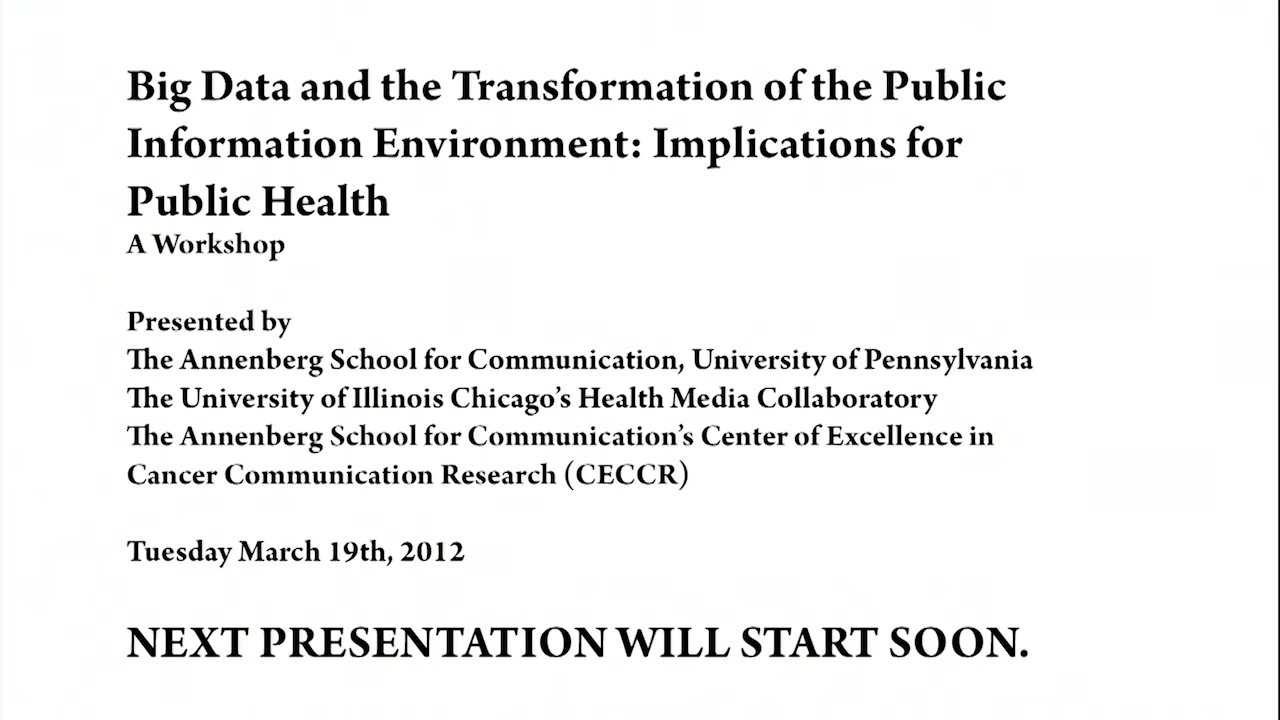 Big Data and the Transformation of the Public
Information Environment: Implications for
Public Health
A Workshop
Presented by
The Annenberg School for Communication, University of Pennsylvania
The University of Illinois Chicago’s Health Media Collaboratory
The Annenberg School for Communication’s Center of Excellence in
Cancer Communication Research (CECCR)
Tuesday March 19th, 2012
NEXT PRESENTATION WILL START SOON.